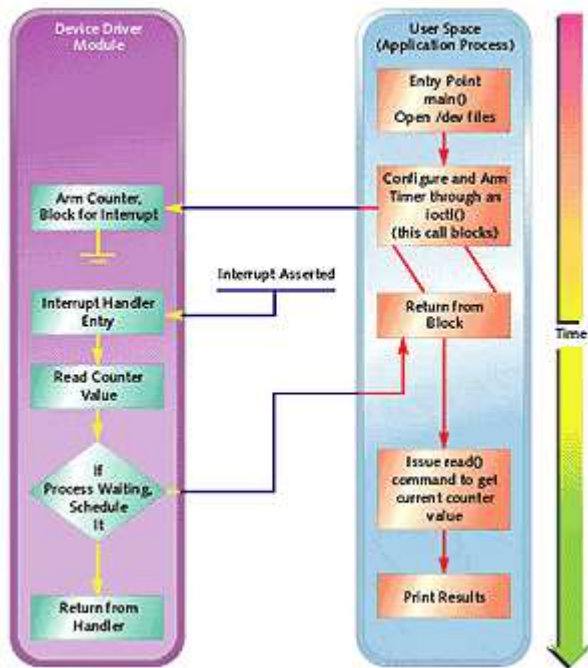 Device Driver
Module
User Space
(Application Process)
Entry Point
main()
Open /dev files
Arm Counter,
Block for Interrupt
Configure and Arm
Timer through an
ioctl()
(this call blocks)
Interrupt Asserted
Interrupt Handler
Entry
Return from
Block
Time
Read Counter
Value
If
Process Waiting,
Schedule
It
Issue read()
command to get
current counter
value
Return from
Handler
Print Results